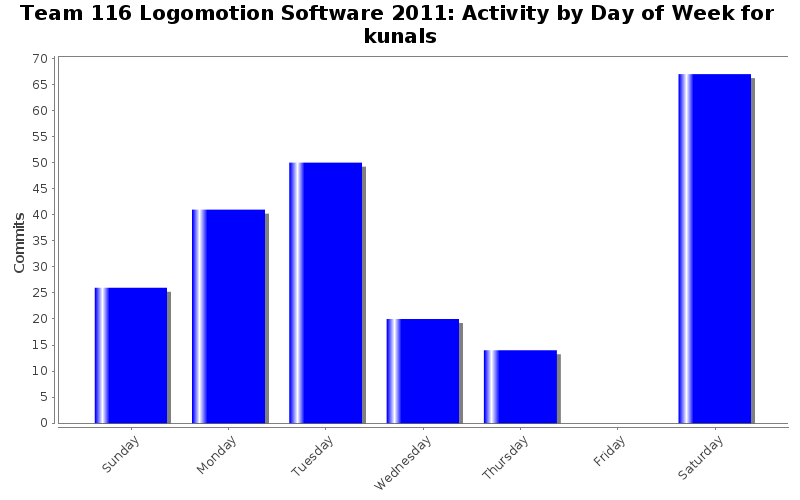 Team 116 Logomotion Software 2011: Activity by Day of Week for
kunals
70
65
60
55
50
45
40
35
30
25
20
15
10
5
0
Commits
Sunday
Monday
Tuesday
Wednesday
Thursday
Friday
Saturday